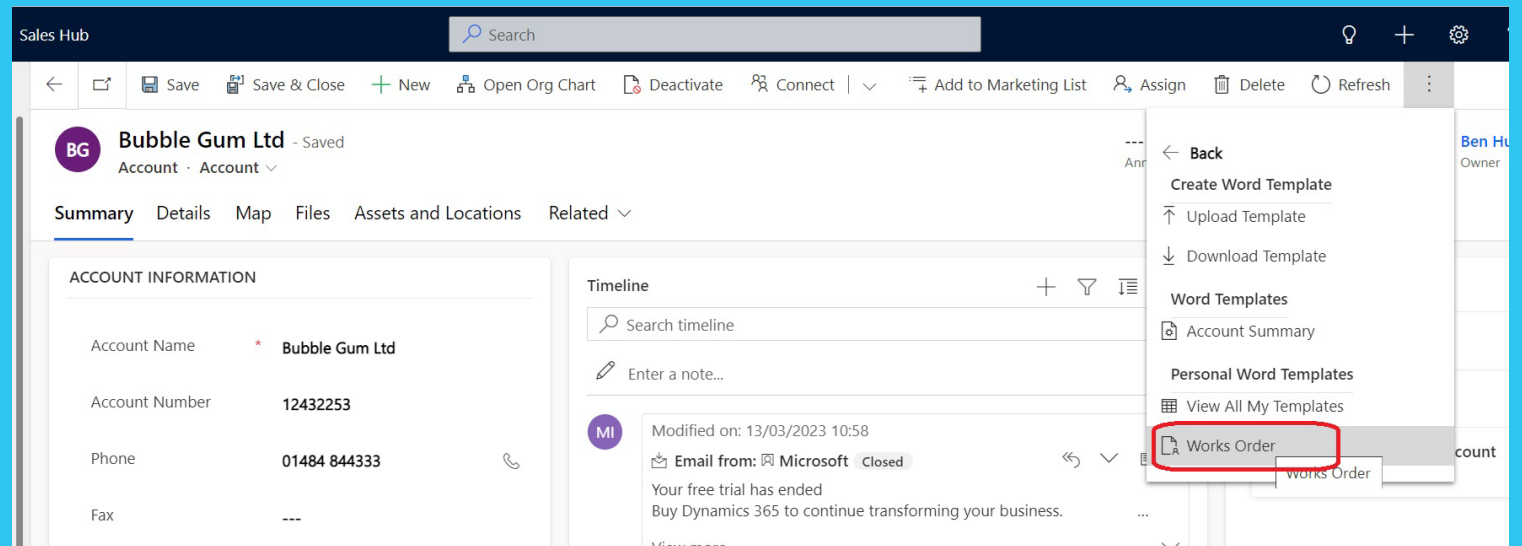 Sales Hub
Search
Save
Save & Close
New
Open Org Chart
Deactivate
Connect
Add to Marketing List
Assign
Delete
Refresh
BG
Bubble Gum Ltd - Saved
Account · Account
---
Ben
Owner
Summary
Details
Map
Files
Assets and Locations
Related
ACCOUNT INFORMATION
Account Name * Bubble Gum Ltd
Account Number 12432253
Phone 01484 844333
Fax ---
Timeline
Search timeline
Enter a note...
MI
Modified on: 13/03/2023 10:58
Email from: Microsoft Closed
Your free trial has ended
Buy Dynamics 365 to continue transforming your business.
...
View more
Back
Create Word Template
Upload Template
Download Template
Word Templates
Account Summary
Personal Word Templates
View All My Templates
Works Order
Works Order